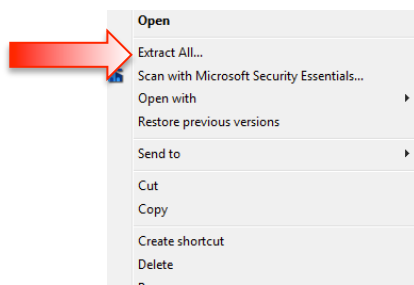 Open
Extract All...
Scan with Microsoft Security Essentials...
Open with
Restore previous versions
Send to
Cut
Copy
Create shortcut
Delete